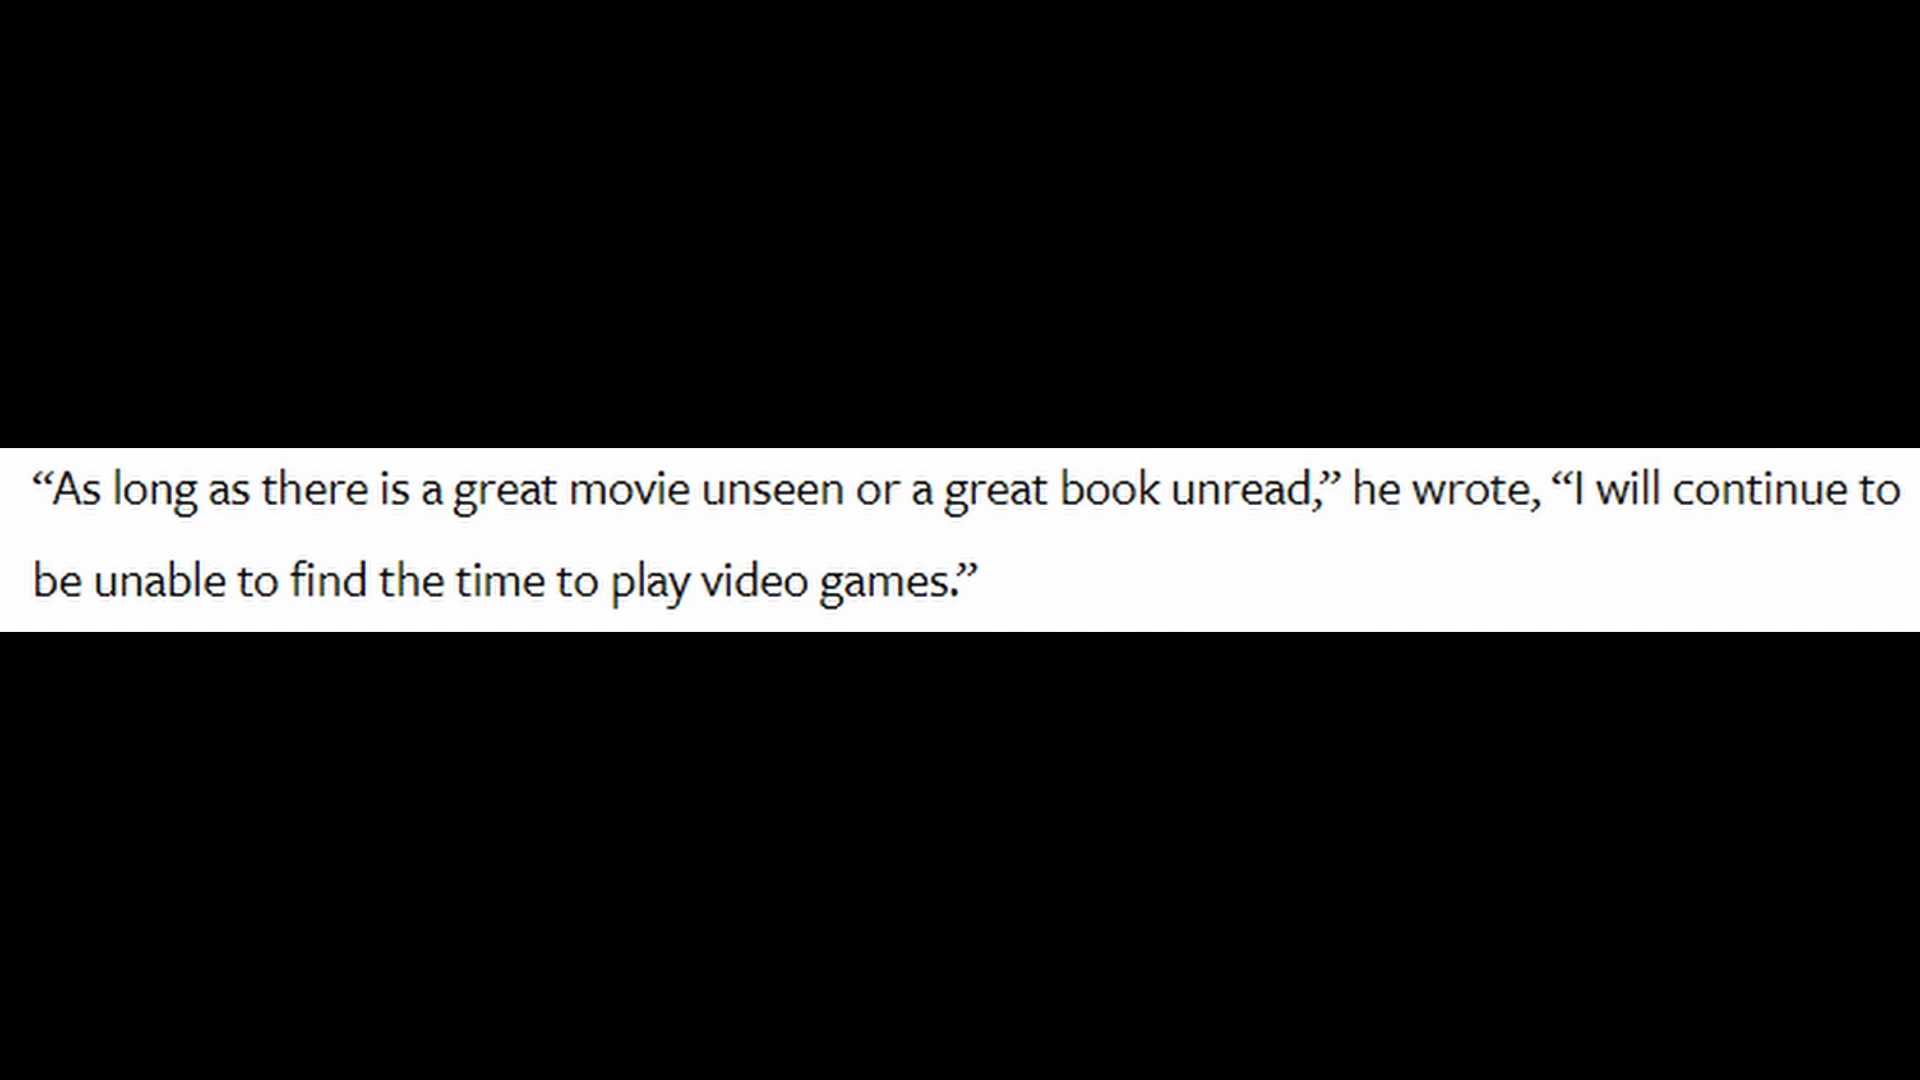 “As long as there is a great movie unseen or a great book unread,” he wrote, “I will continue to
be unable to find the time to play video games.”